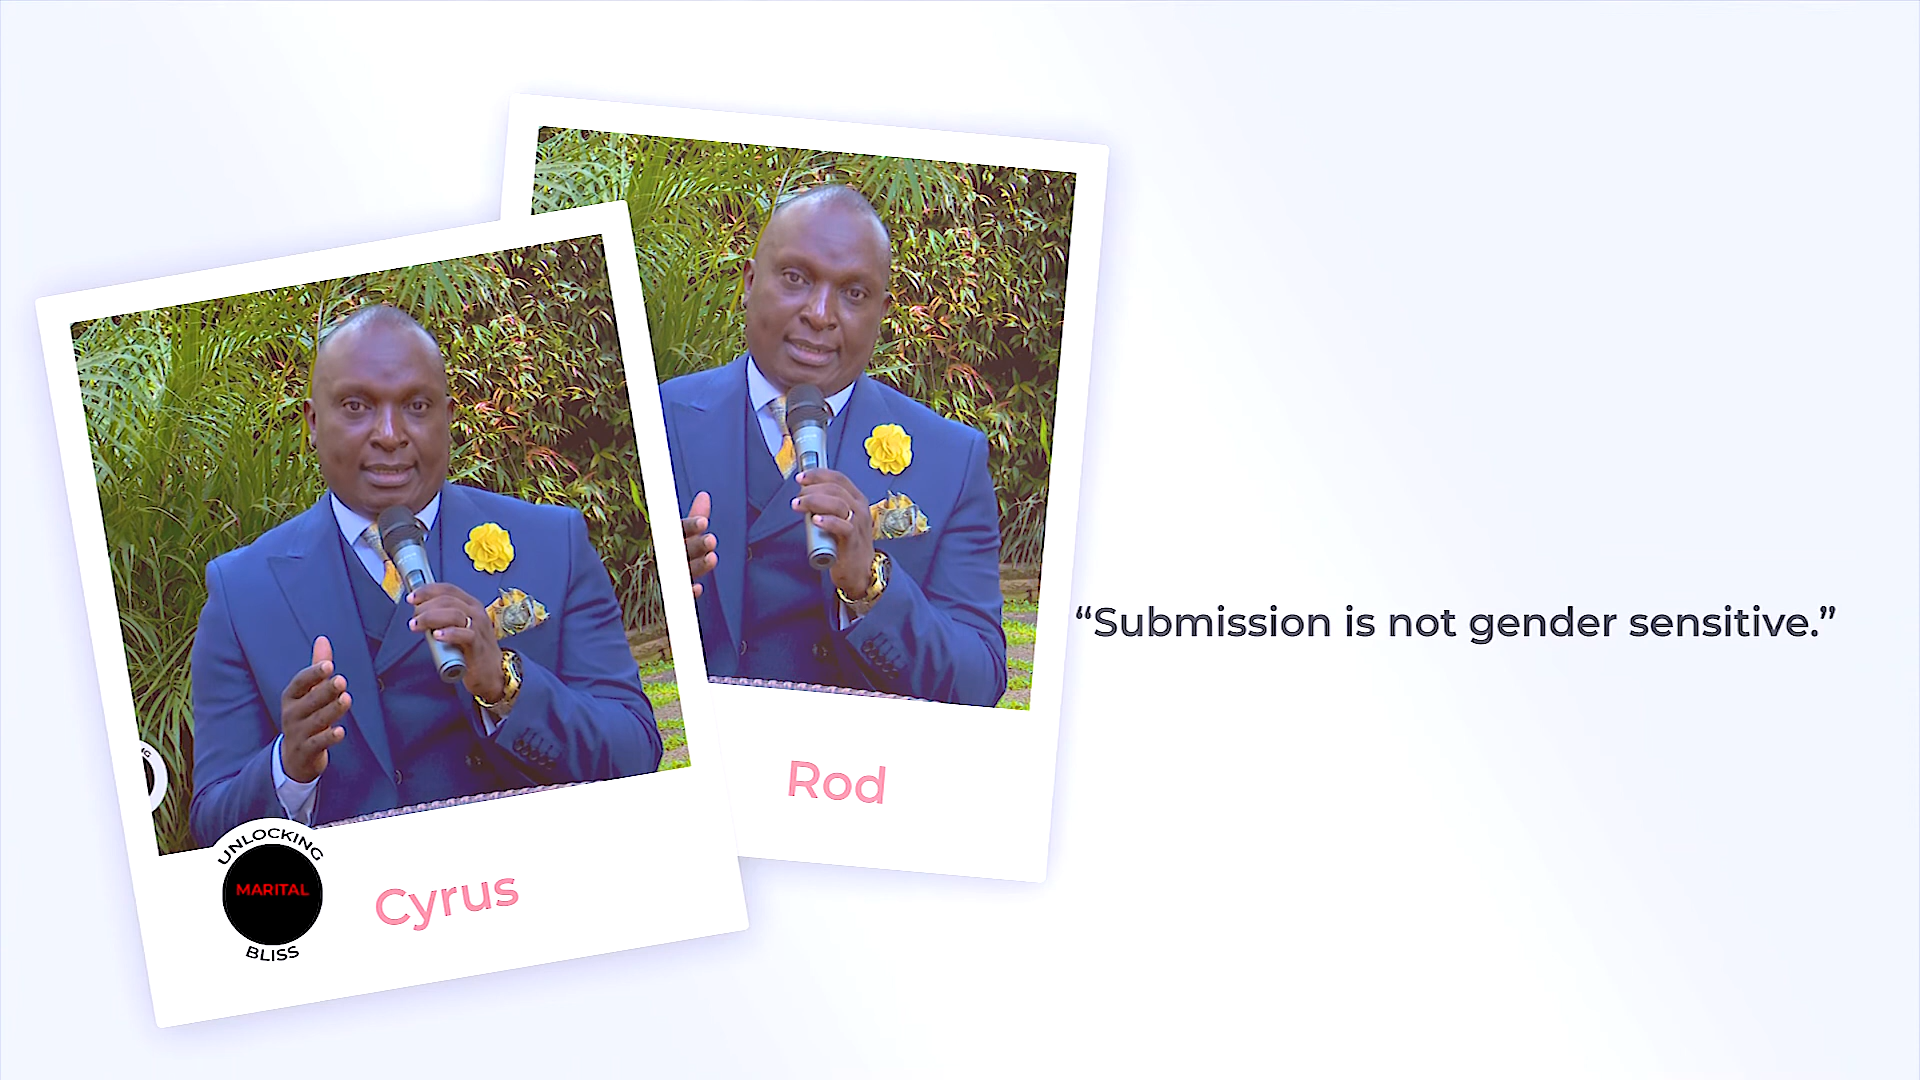 “Submission is not gender sensitive.”
Rod
Cyrus
UNLOCKING
MARITAL
BLISS